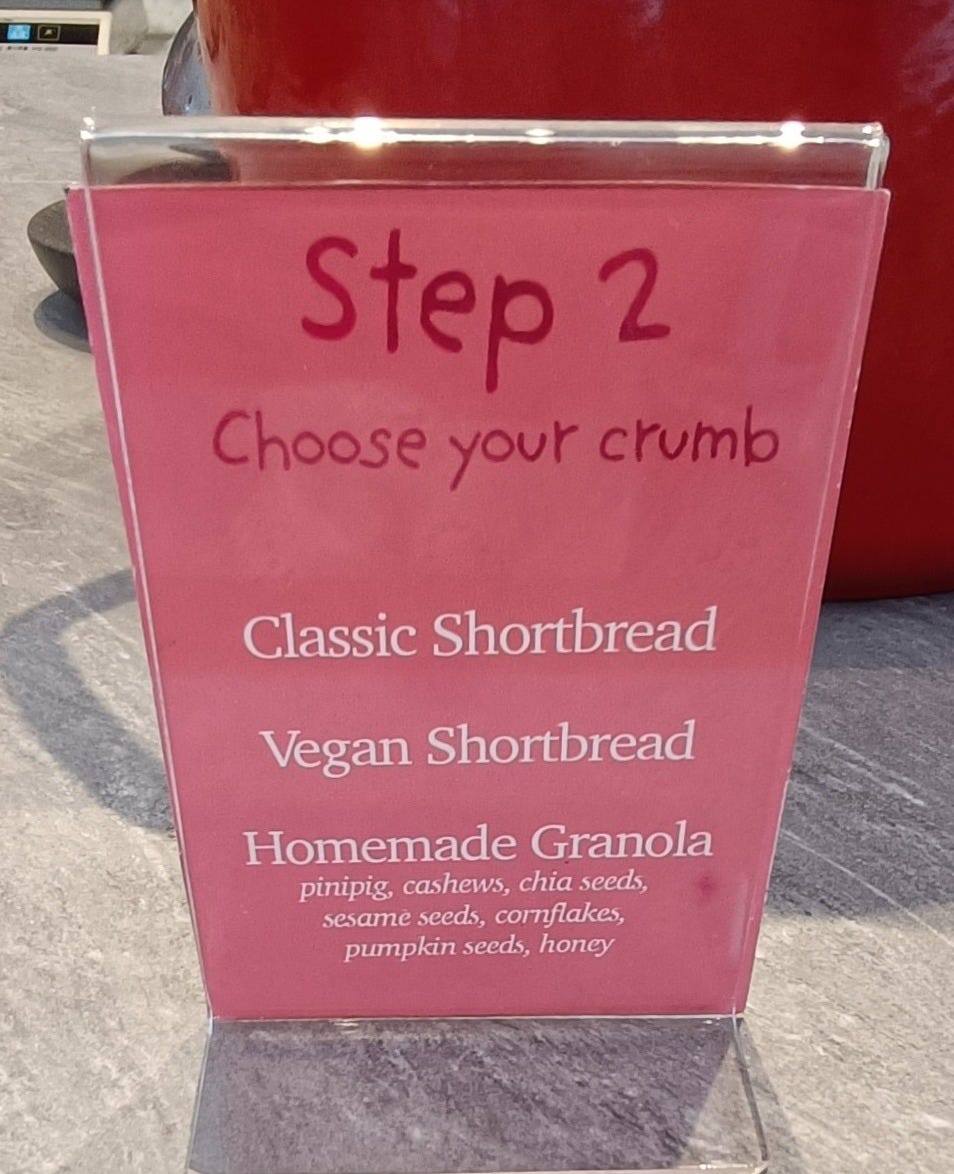 Step 2
Choose your crumb
Classic Shortbread
Vegan Shortbread
Homemade Granola
pinipig, cashews, chia seeds,
sesame seeds, cornflakes,
pumpkin seeds, honey